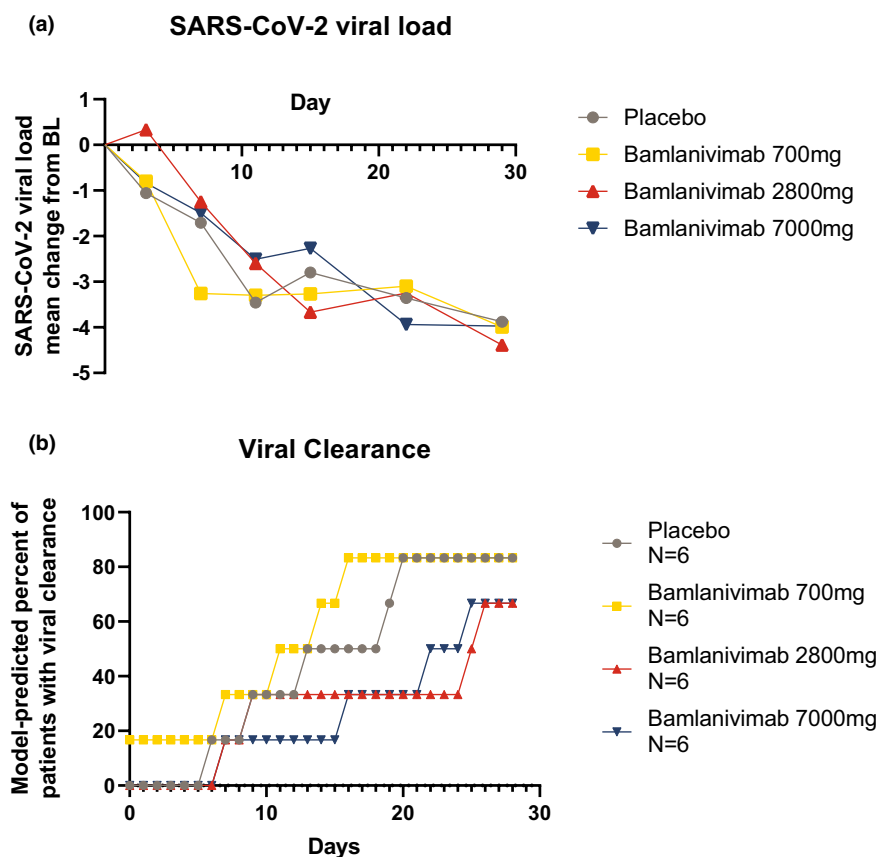 (a)
SARS-CoV-2 viral load
SARS-CoV-2 viral load
mean change from BL
1
0
-1
-2
-3
-4
-5
Day
10
20
30
Placebo
Bamlanivimab 700mg
Bamlanivimab 2800mg
Bamlanivimab 7000mg
(b)
Viral Clearance
Model-predicted percent of
patients with viral clearance
100
80
60
40
20
0
0
10
20
30
Days
Placebo
N=6
Bamlanivimab 700mg
N=6
Bamlanivimab 2800mg
N=6
Bamlanivimab 7000mg
N=6